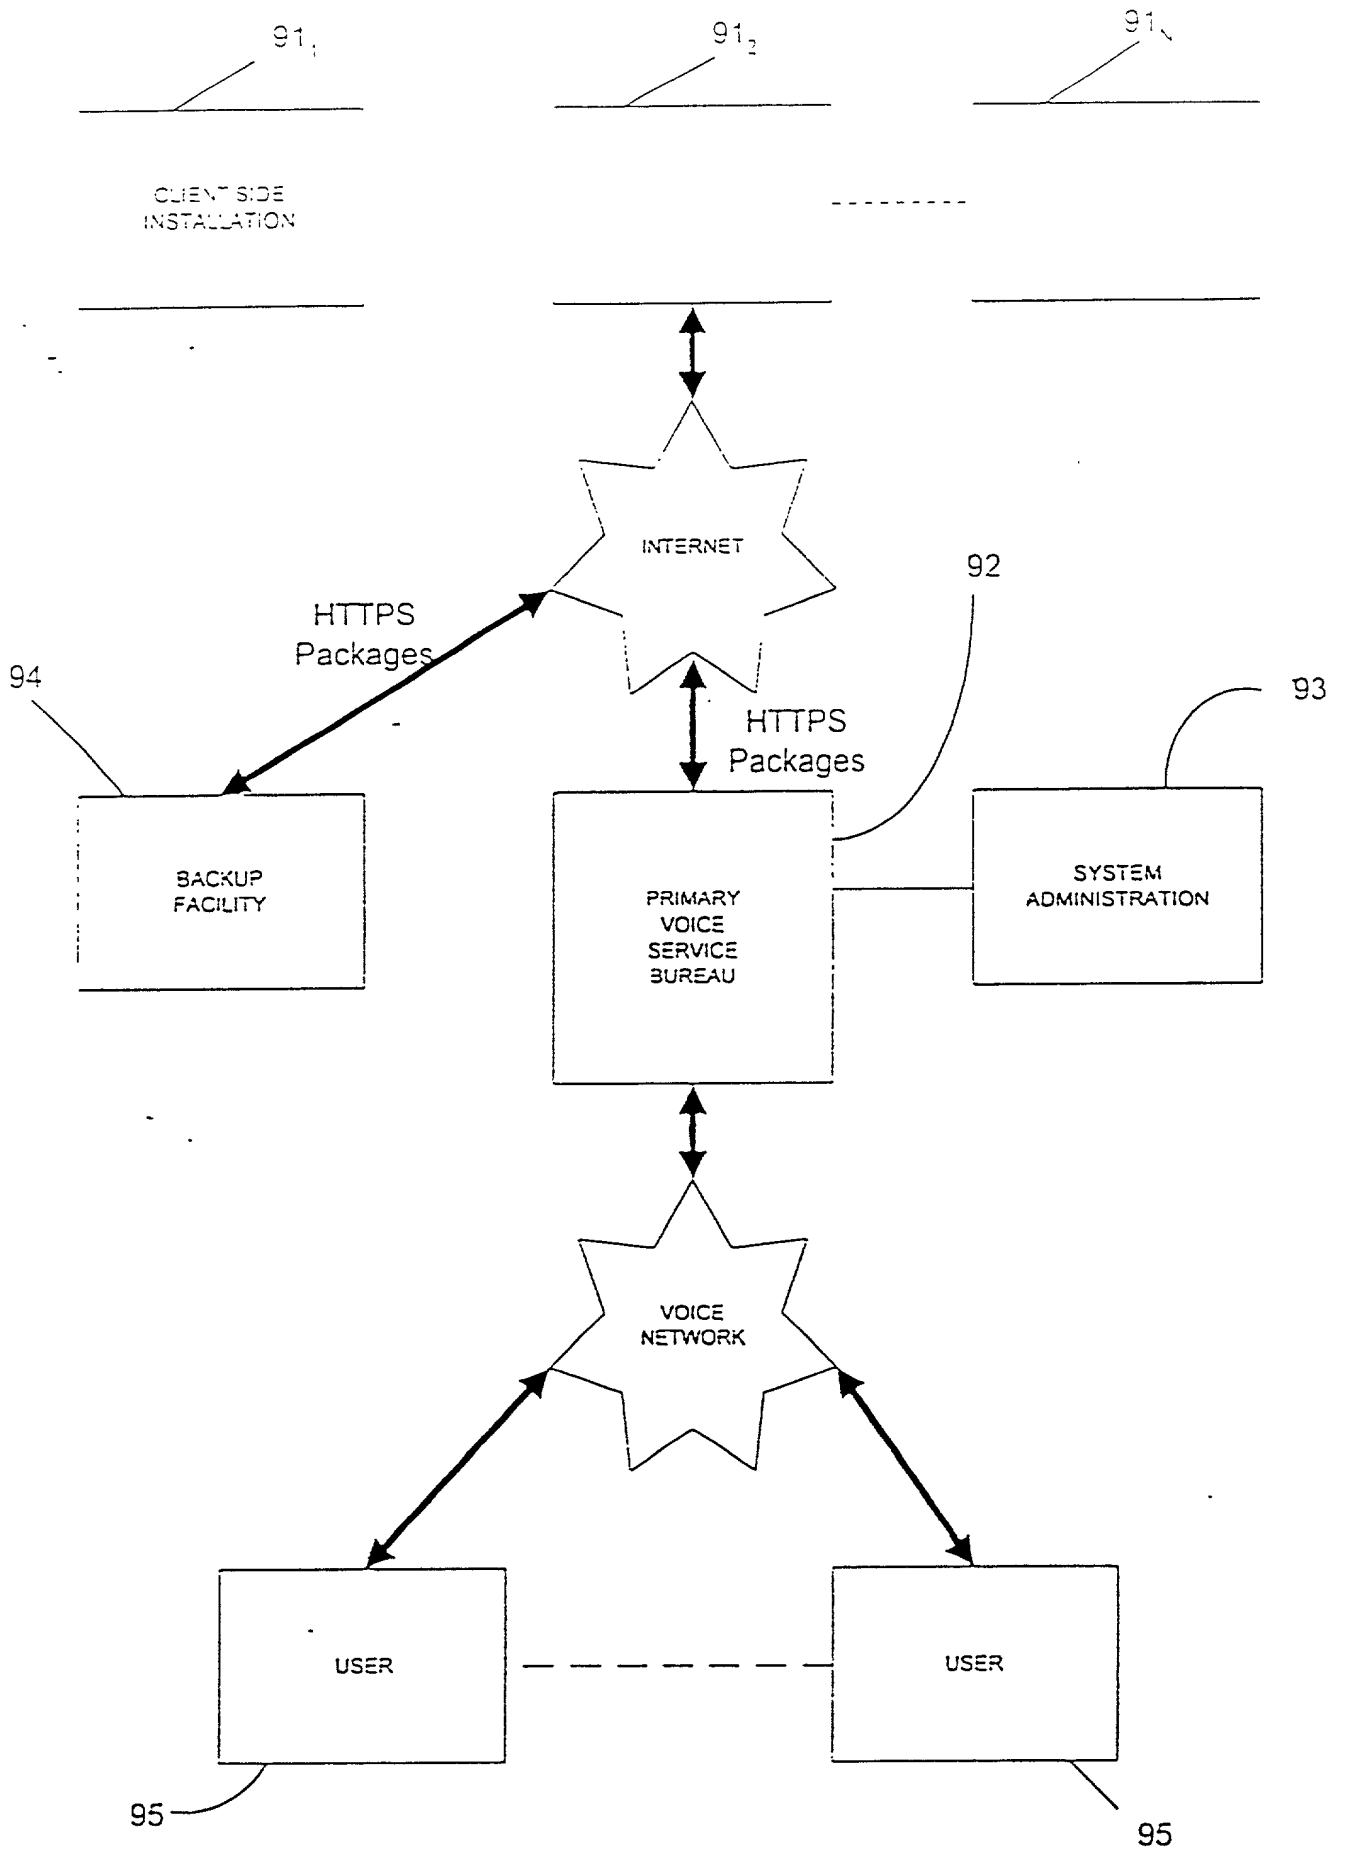 91₁
91₂
91ₙ
CLIENT SIDE
INSTALLATION
INTERNET
92
HTTPS
Packages
94
93
HTTPS
Packages
BACKUP
FACILITY
SYSTEM
ADMINISTRATION
PRIMARY
VOICE
SERVICE
BUREAU
VOICE
NETWORK
USER
USER
95
95